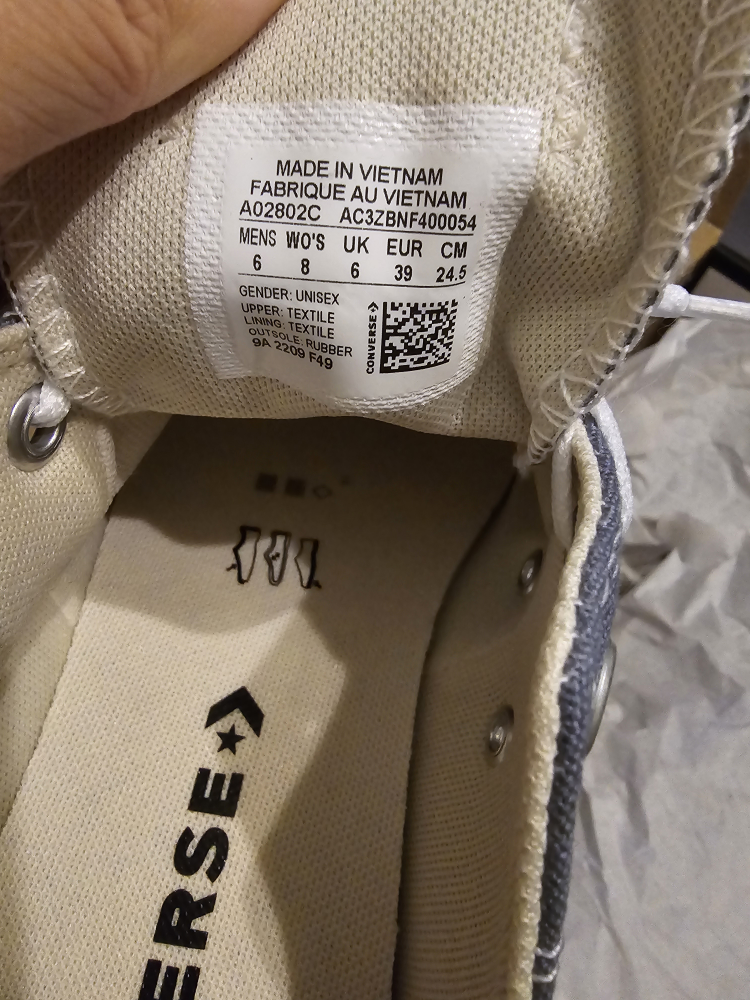 MADE IN VIETNAM
FABRIQUE AU VIETNAM
A02802C AC3ZBNF400054
MENS WO'S UK EUR CM
6 8 6 39 24.5
GENDER: UNISEX
UPPER: TEXTILE
LINING: TEXTILE
OUTSOLE: RUBBER
9A 2209 F49
CONVERSE
ERSE